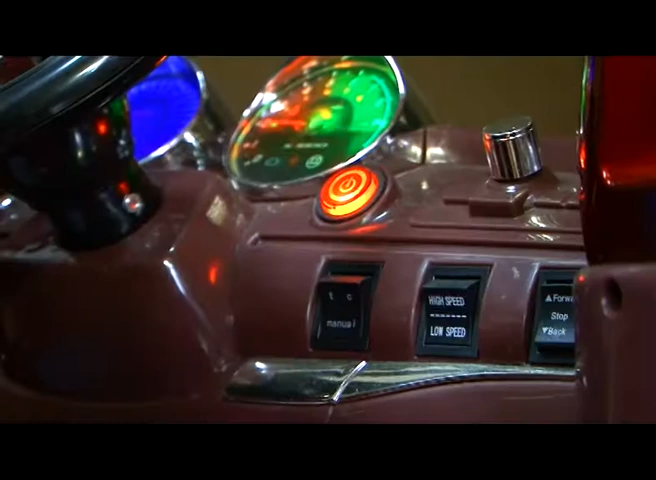 manual
HIGH SPEED
LOW SPEED
▲Forw
Stop
▼Back